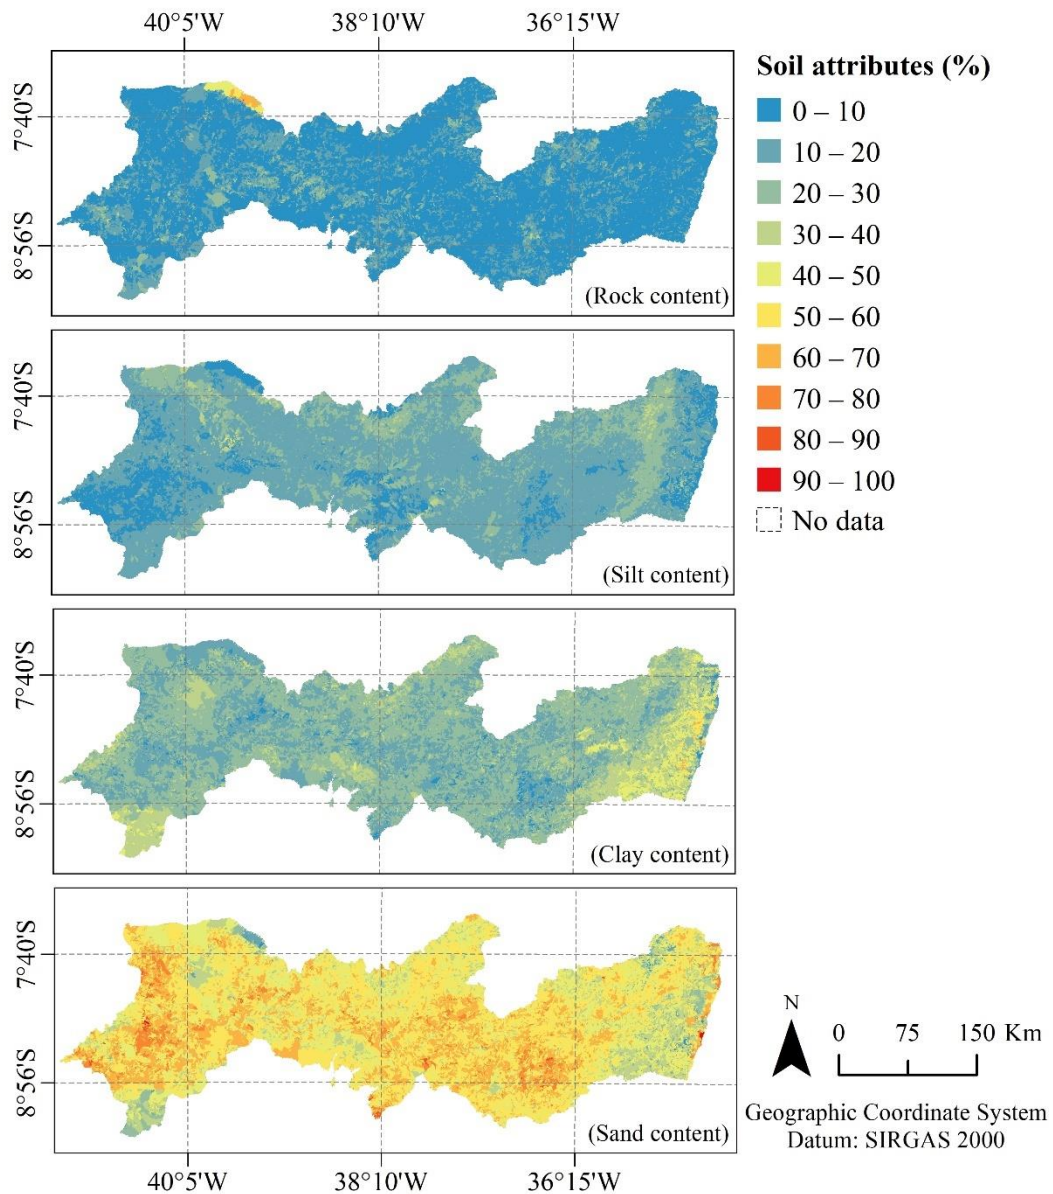 40°5'W 38°10'W 36°15'W
7°40'S
8°56'S
(Rock content)
7°40'S
8°56'S
(Silt content)
7°40'S
8°56'S
(Clay content)
7°40'S
8°56'S
(Sand content)
40°5'W 38°10'W 36°15'W
Soil attributes (%)
0 – 10
10 – 20
20 – 30
30 – 40
40 – 50
50 – 60
60 – 70
70 – 80
80 – 90
90 – 100
No data
N
0 75 150 Km
Geographic Coordinate System
Datum: SIRGAS 2000